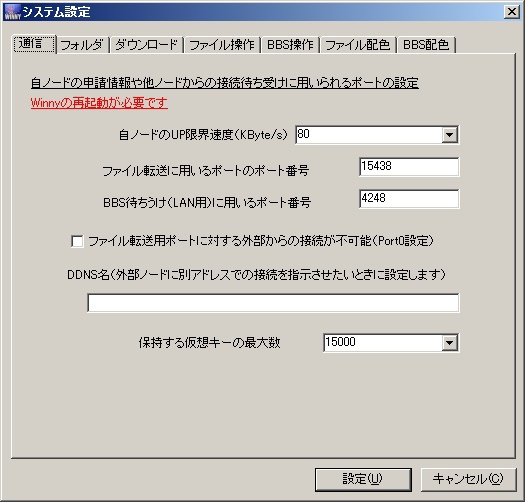 WINNY システム設定
通信 フォルダ ダウンロード ファイル操作 BBS操作 ファイル配色 BBS配色
自ノードの申請情報や他ノードからの接続待ち受けに用いられるポートの設定
Winnyの再起動が必要です
自ノードのUP限界速度(KByte/s) 80
ファイル転送に用いるポートのポート番号 15438
BBS待ちうけ(LAN用)に用いるポート番号 4248
ファイル転送用ポートに対する外部からの接続が不可能(Port0設定)
DDNS名(外部ノードに別アドレスでの接続を指示させたいときに設定します)
保持する仮想キーの最大数 15000
設定(U) キャンセル(C)